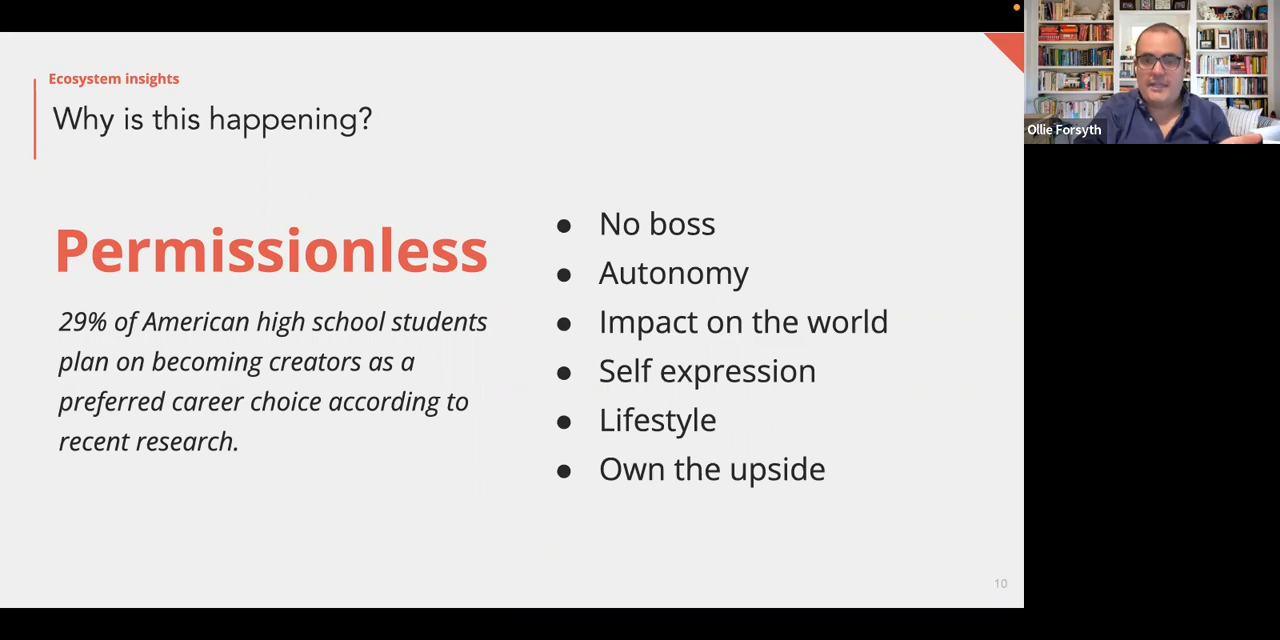 Ecosystem insights
Why is this happening?
Permissionless
29% of American high school students
plan on becoming creators as a
preferred career choice according to
recent research.
● No boss
● Autonomy
● Impact on the world
● Self expression
● Lifestyle
● Own the upside
10
Ollie Forsyth